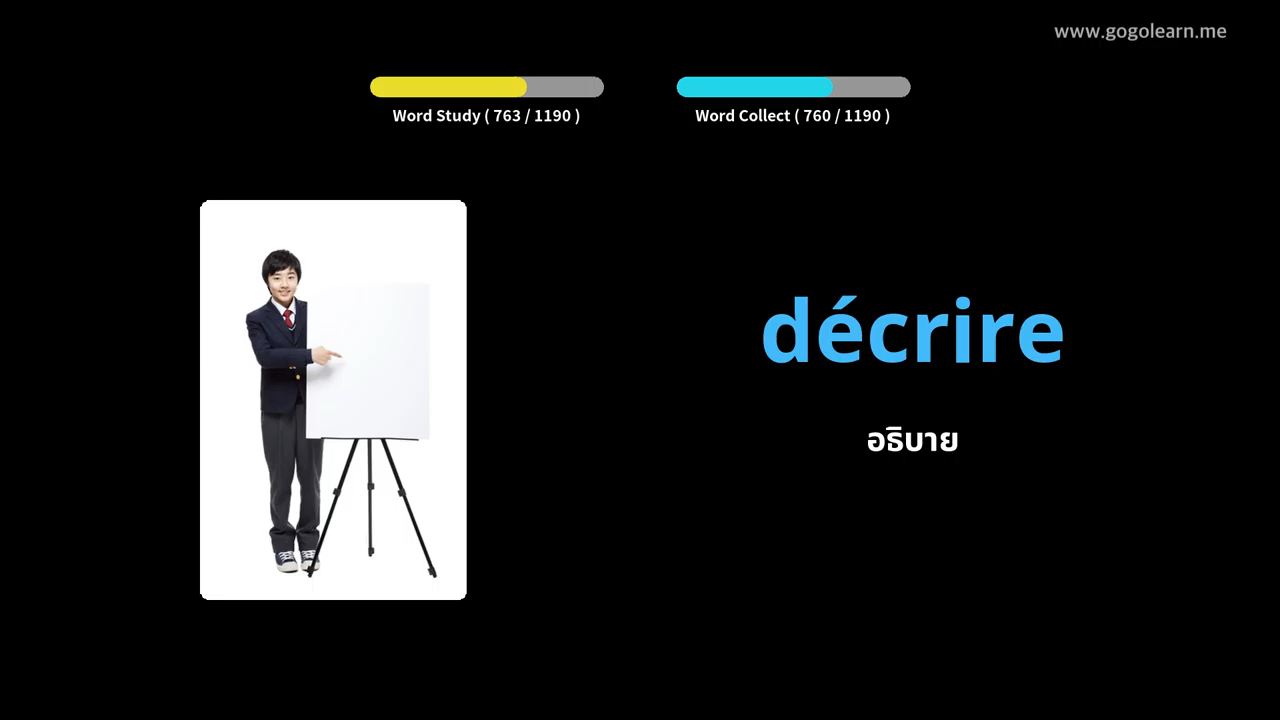 www.gogolearn.me
Word Study ( 763 / 1190 )
Word Collect ( 760 / 1190 )
décrire
อธิบาย